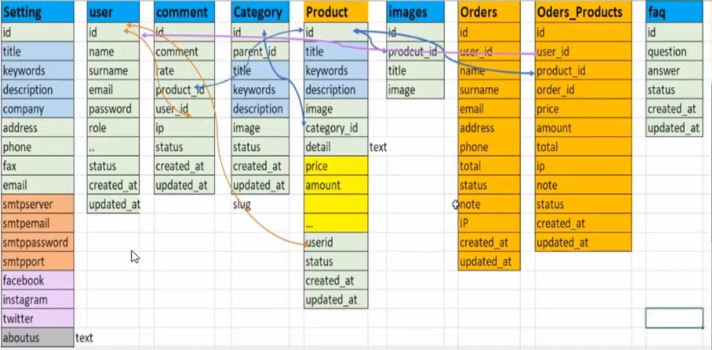 Setting user comment Category Product images Orders Oders_Products faq
id id id id id id id id id
title name comment parent_id title prodcut_id user_id user_id question
keywords surname rate title keywords title name product_id answer
description email product_id keywords description image surname order_id status
company password user_id description image email price created_at
address role ip image category_id address amount updated_at
phone .. status status detail text phone total
fax status created_at created_at price total ip
email created_at updated_at updated_at amount status note
smtpserver updated_at slug note status
smtpemail ... IP created_at
smtppassword userid created_at updated_at
smtpport status updated_at
facebook created_at
instagram updated_at
twitter
aboutus text